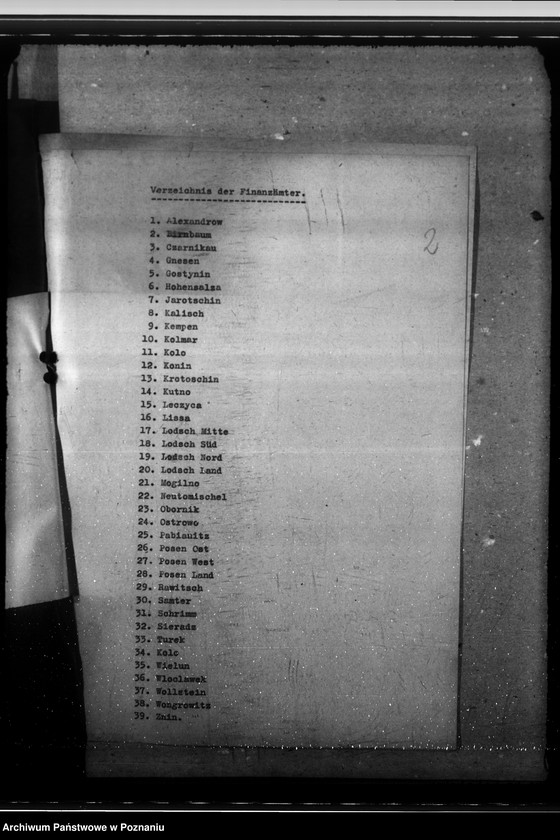 Verzeichnis der Finanzämter.
2
1. Alexandrow
2. Birnbaum
3. Czarnikau
4. Gnesen
5. Gostynin
6. Hohensalza
7. Jarotschin
8. Kalisch
9. Kempen
10. Kolmar
11. Kolo
12. Konin
13. Krotoschin
14. Kutno
15. Leczyca
16. Lissa
17. Lodsch Mitte
18. Lodsch Süd
19. Lodsch Nord
20. Lodsch Land
21. Mogilno
22. Neutomischel
23. Obornik
24. Ostrowo
25. Pabianitz
26. Posen Ost
27. Posen West
28. Posen Land
29. Rawitsch
30. Samter
31. Schrimm
32. Sieradz
33. Turek
34. Kolo
35. Wielun
36. Wloclawek
37. Wollstein
38. Wongrowitz
39. Znin.
Archiwum Państwowe w Poznaniu